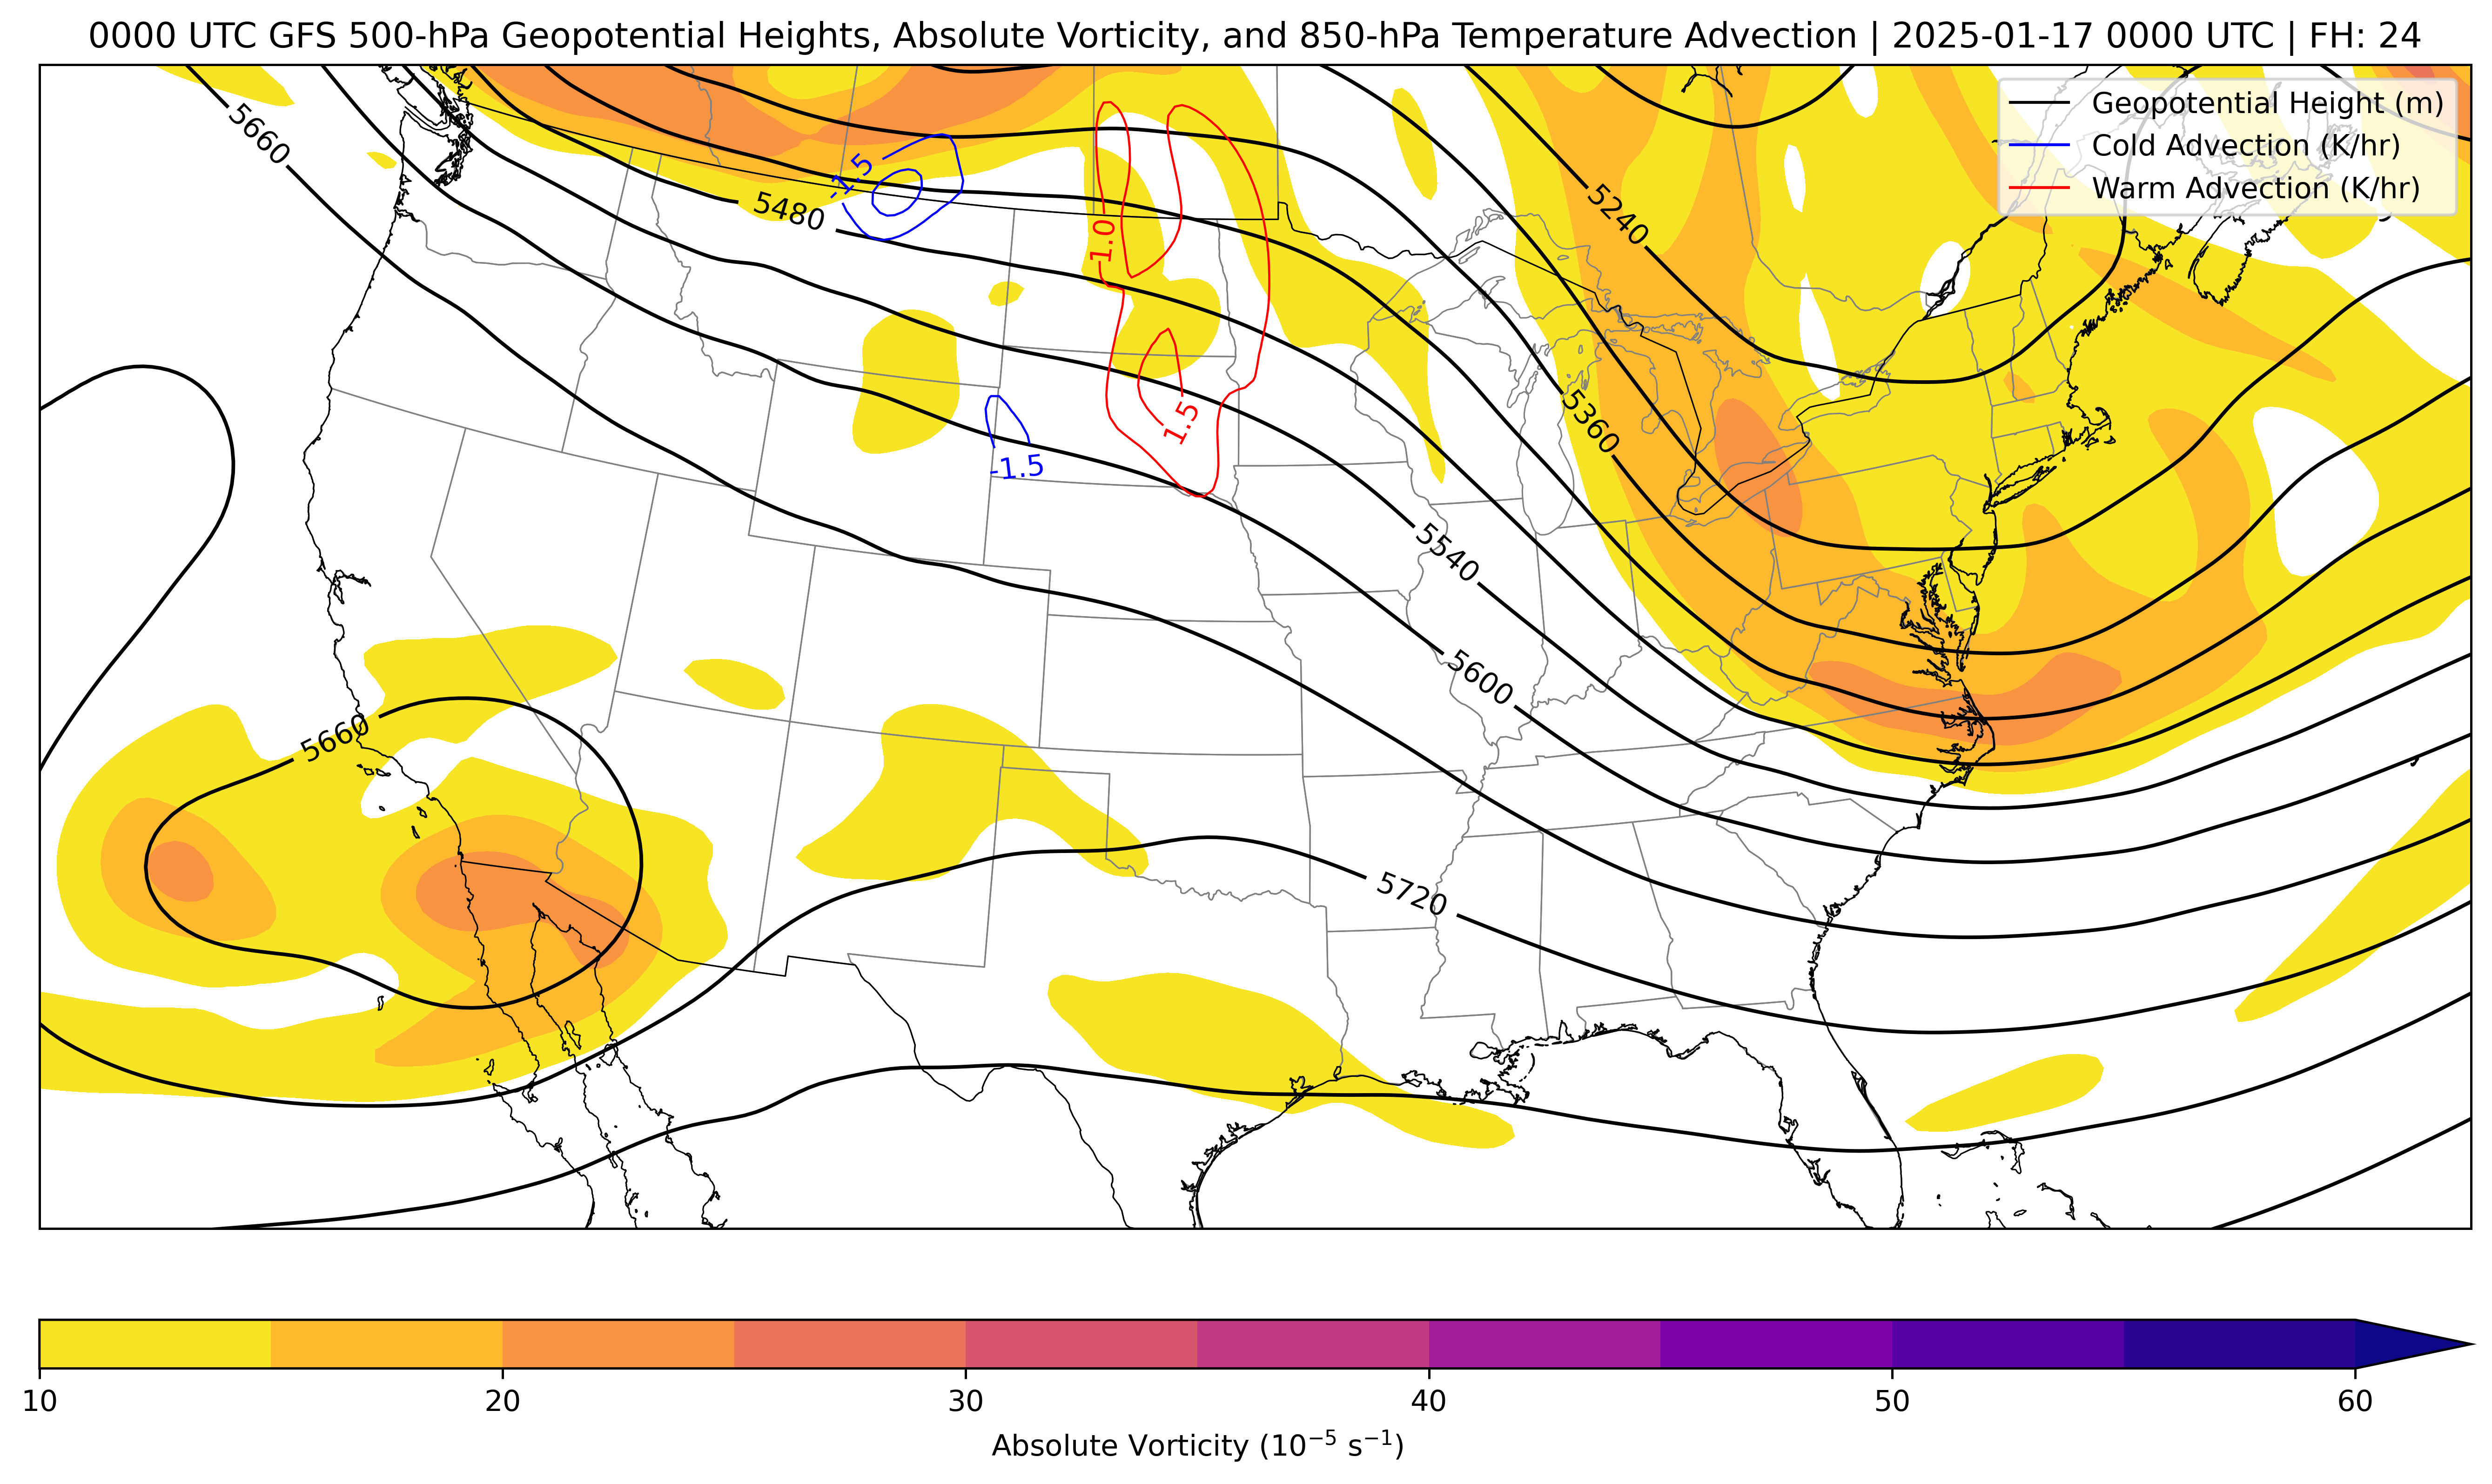 0000 UTC GFS 500-hPa Geopotential Heights, Absolute Vorticity, and 850-hPa Temperature Advection | 2025-01-17 0000 UTC | FH: 24
Geopotential Height (m)
Cold Advection (K/hr)
Warm Advection (K/hr)
5660
-1.5
5480
5240
1.0
5360
1.5
-1.5
5540
5600
5660
5720
10 20 30 40 50 60
Absolute Vorticity (10⁻⁵ s⁻¹)